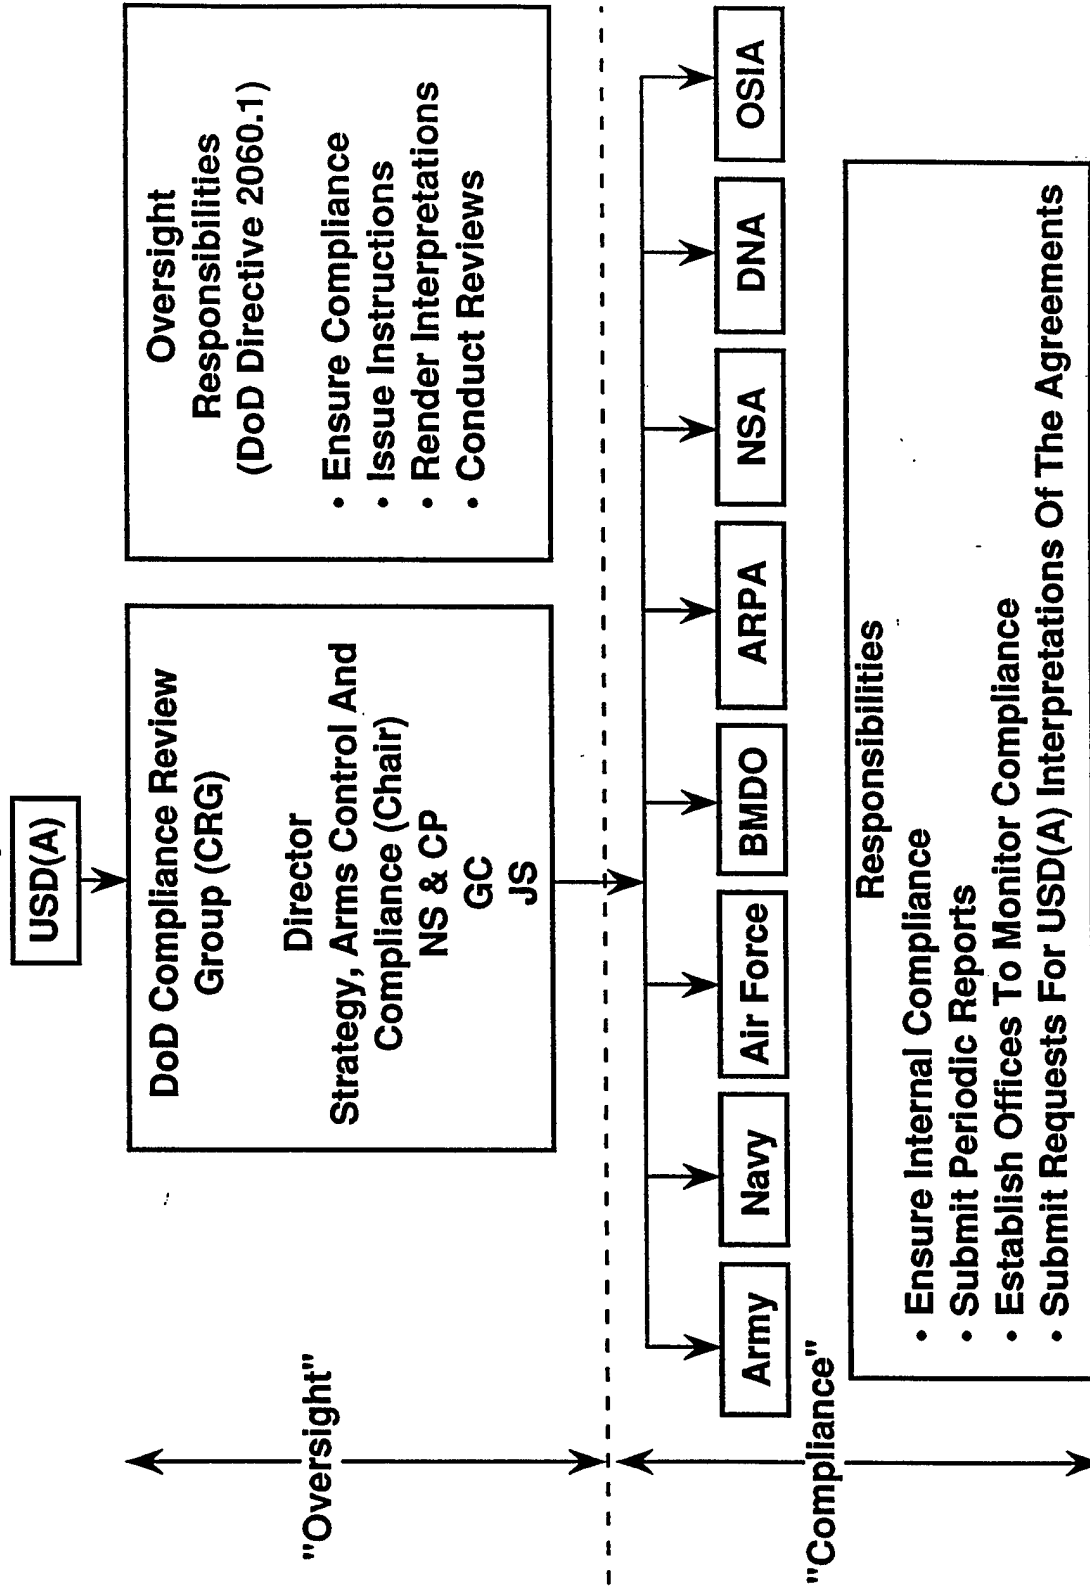 USD(A)
DoD Compliance Review
Group (CRG)
Director
Strategy, Arms Control And
Compliance (Chair)
NS & CP
GC
JS
Oversight
Responsibilities
(DoD Directive 2060.1)
• Ensure Compliance
• Issue Instructions
• Render Interpretations
• Conduct Reviews
"Oversight"
"Compliance"
Army
Navy
Air Force
BMDO
ARPA
NSA
DNA
OSIA
Responsibilities
• Ensure Internal Compliance
• Submit Periodic Reports
• Establish Offices To Monitor Compliance
• Submit Requests For USD(A) Interpretations Of The Agreements